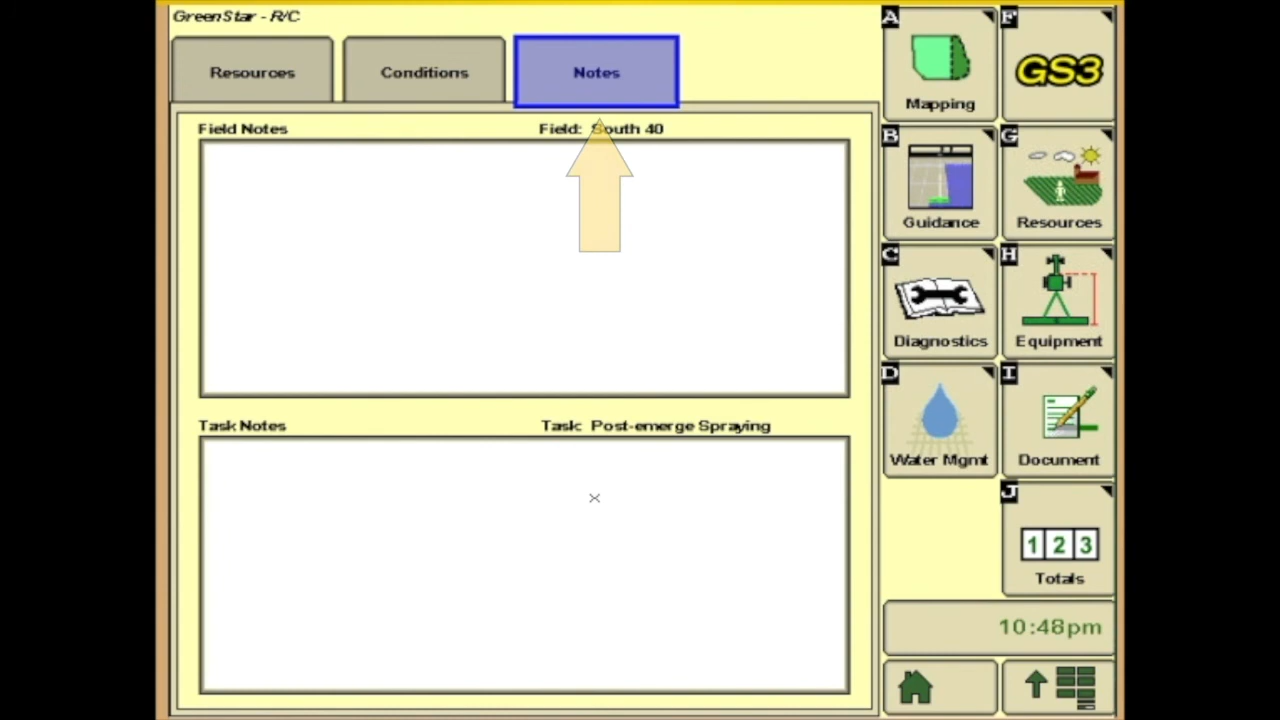 GreenStar - R/C
Resources
Conditions
Notes
Field Notes
Field: South 40
Task Notes
Task: Post-emerge Spraying
A
Mapping
F
GS3
B
Guidance
G
Resources
C
Diagnostics
H
Equipment
D
Water Mgmt
I
Document
J
1 2 3
Totals
10:48pm